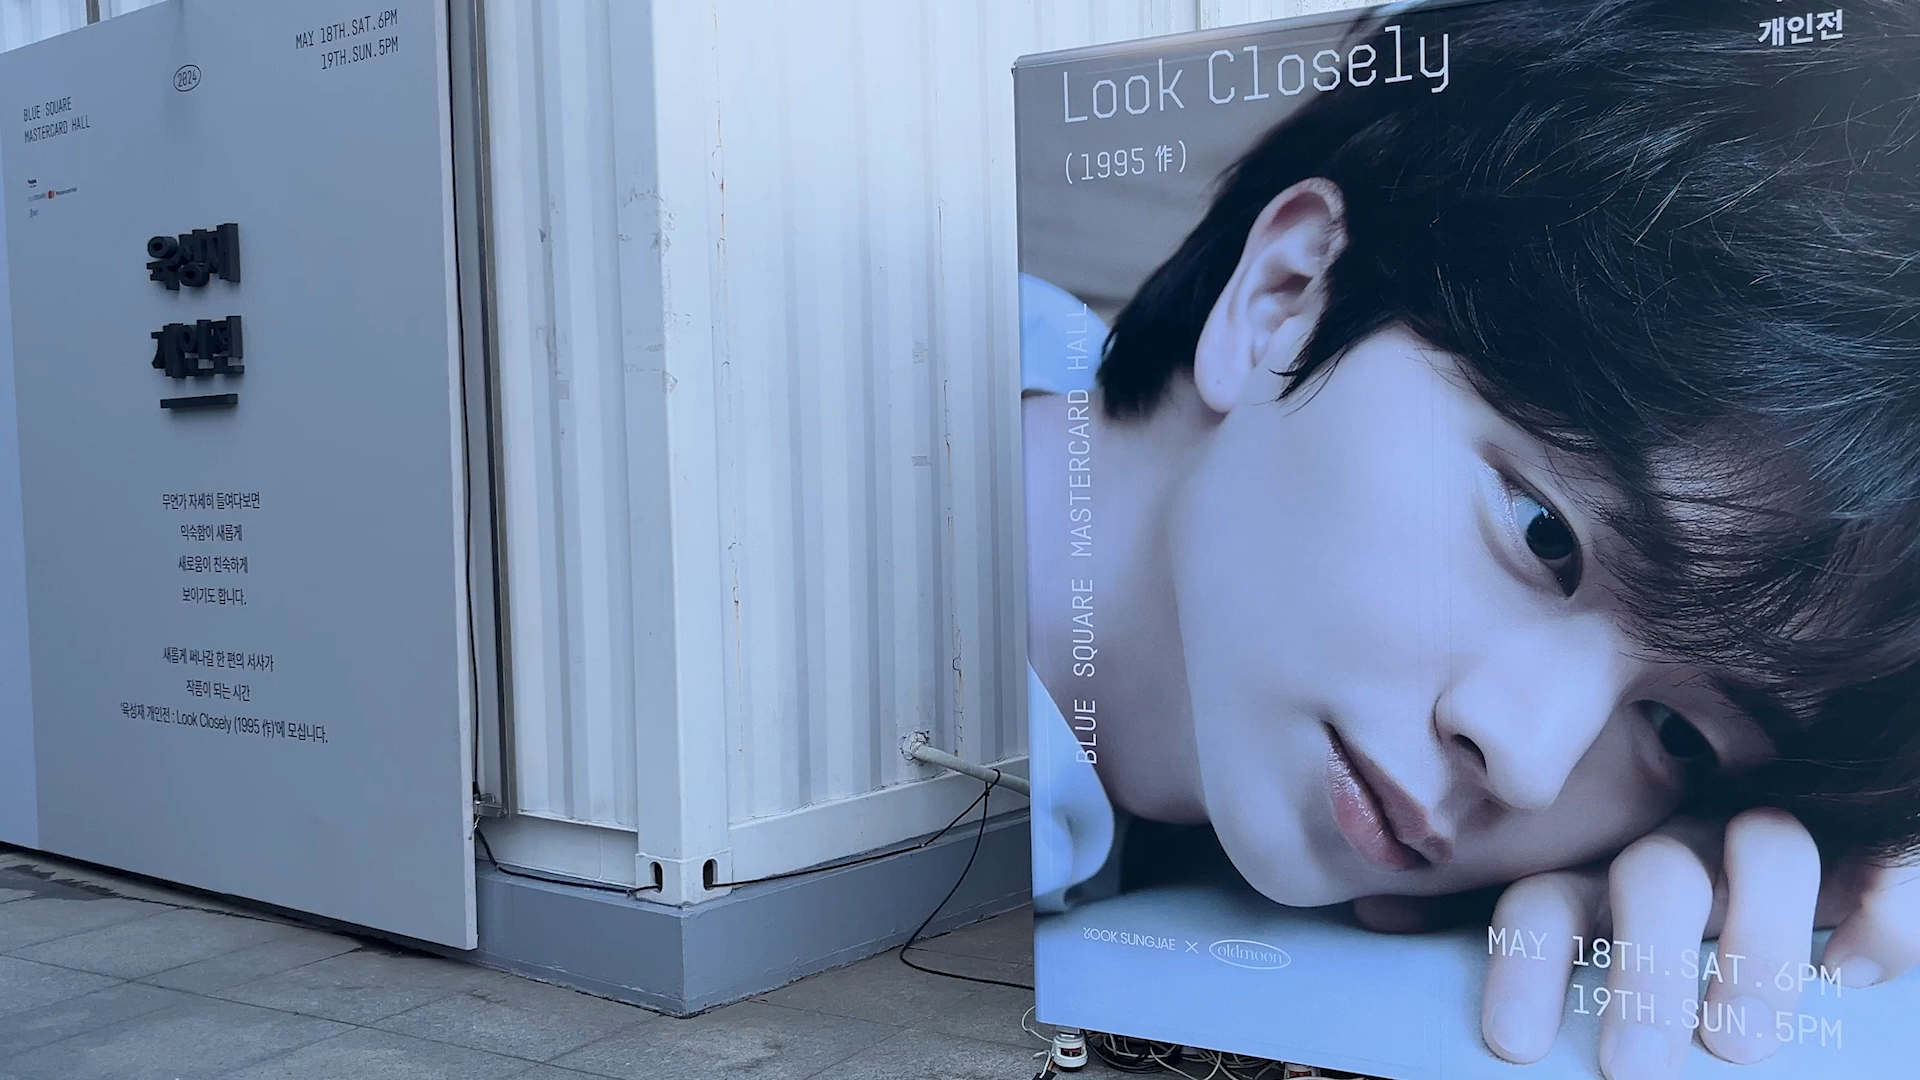 MAY 18TH.SAT.6PM
19TH.SUN.5PM
2024
BLUE SQUARE
MASTERCARD HALL
육성재
개인전
무언가 자세히 들여다보면
익숙함이 새롭게
새로움이 친숙하게
보이기도 합니다.
새롭게 써나갈 한 편의 서사가
작품이 되는 시간
'육성재 개인전 : Look Closely (1995 作)'에 모십니다.
개인전
Look Closely
(1995 作)
BLUE SQUARE MASTERCARD HALL
YOOK SUNGJAE X oldmoon
MAY 18TH.SAT.6PM
19TH.SUN.5PM